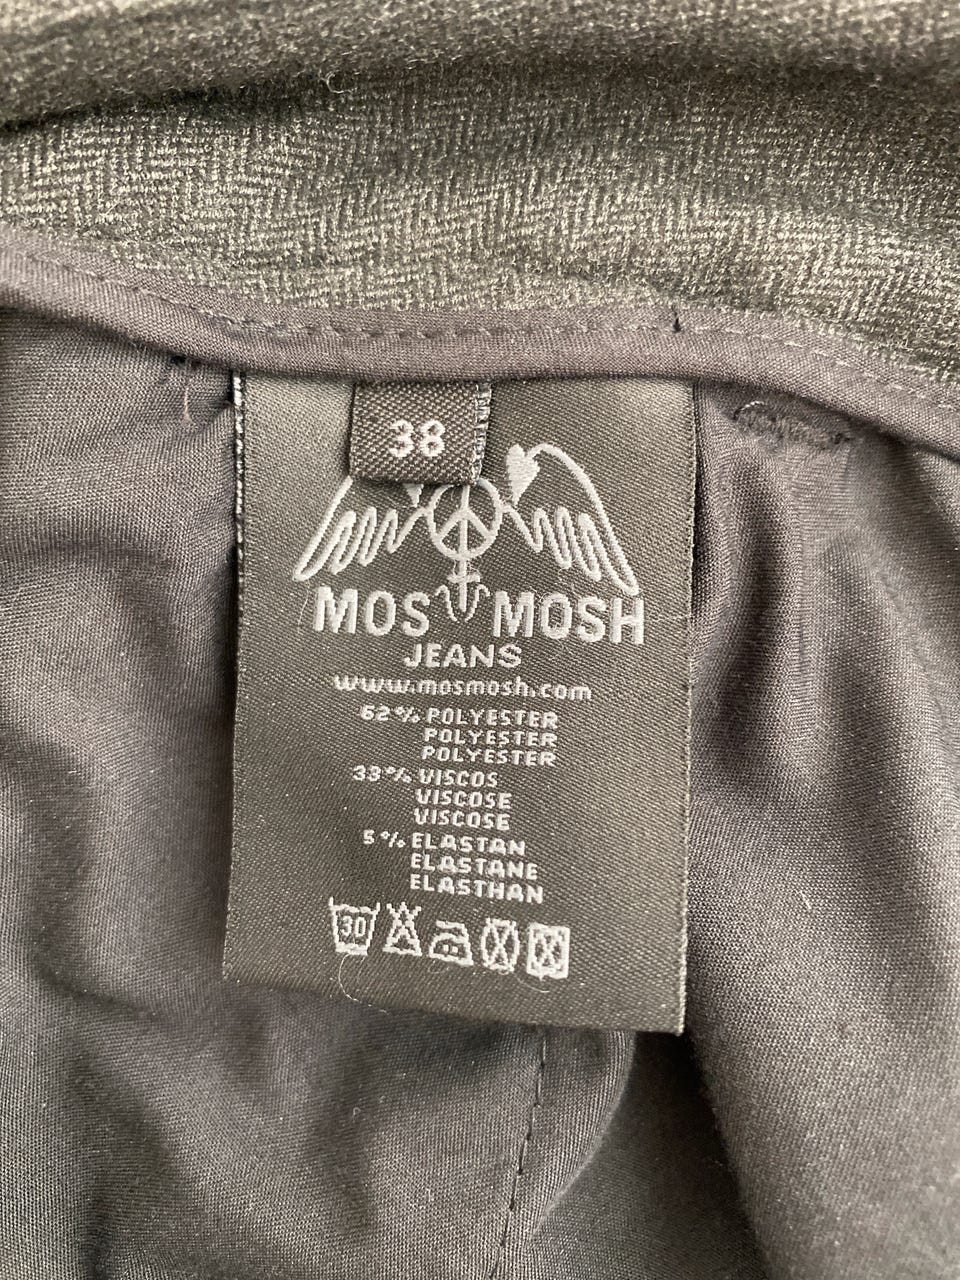 38
MOS MOSH
JEANS
www.mosmosh.com
62% POLYESTER
POLYESTER
POLYESTER
33% VISCOS
VISCOSE
VISCOSE
5% ELASTAN
ELASTANE
ELASTHAN
30